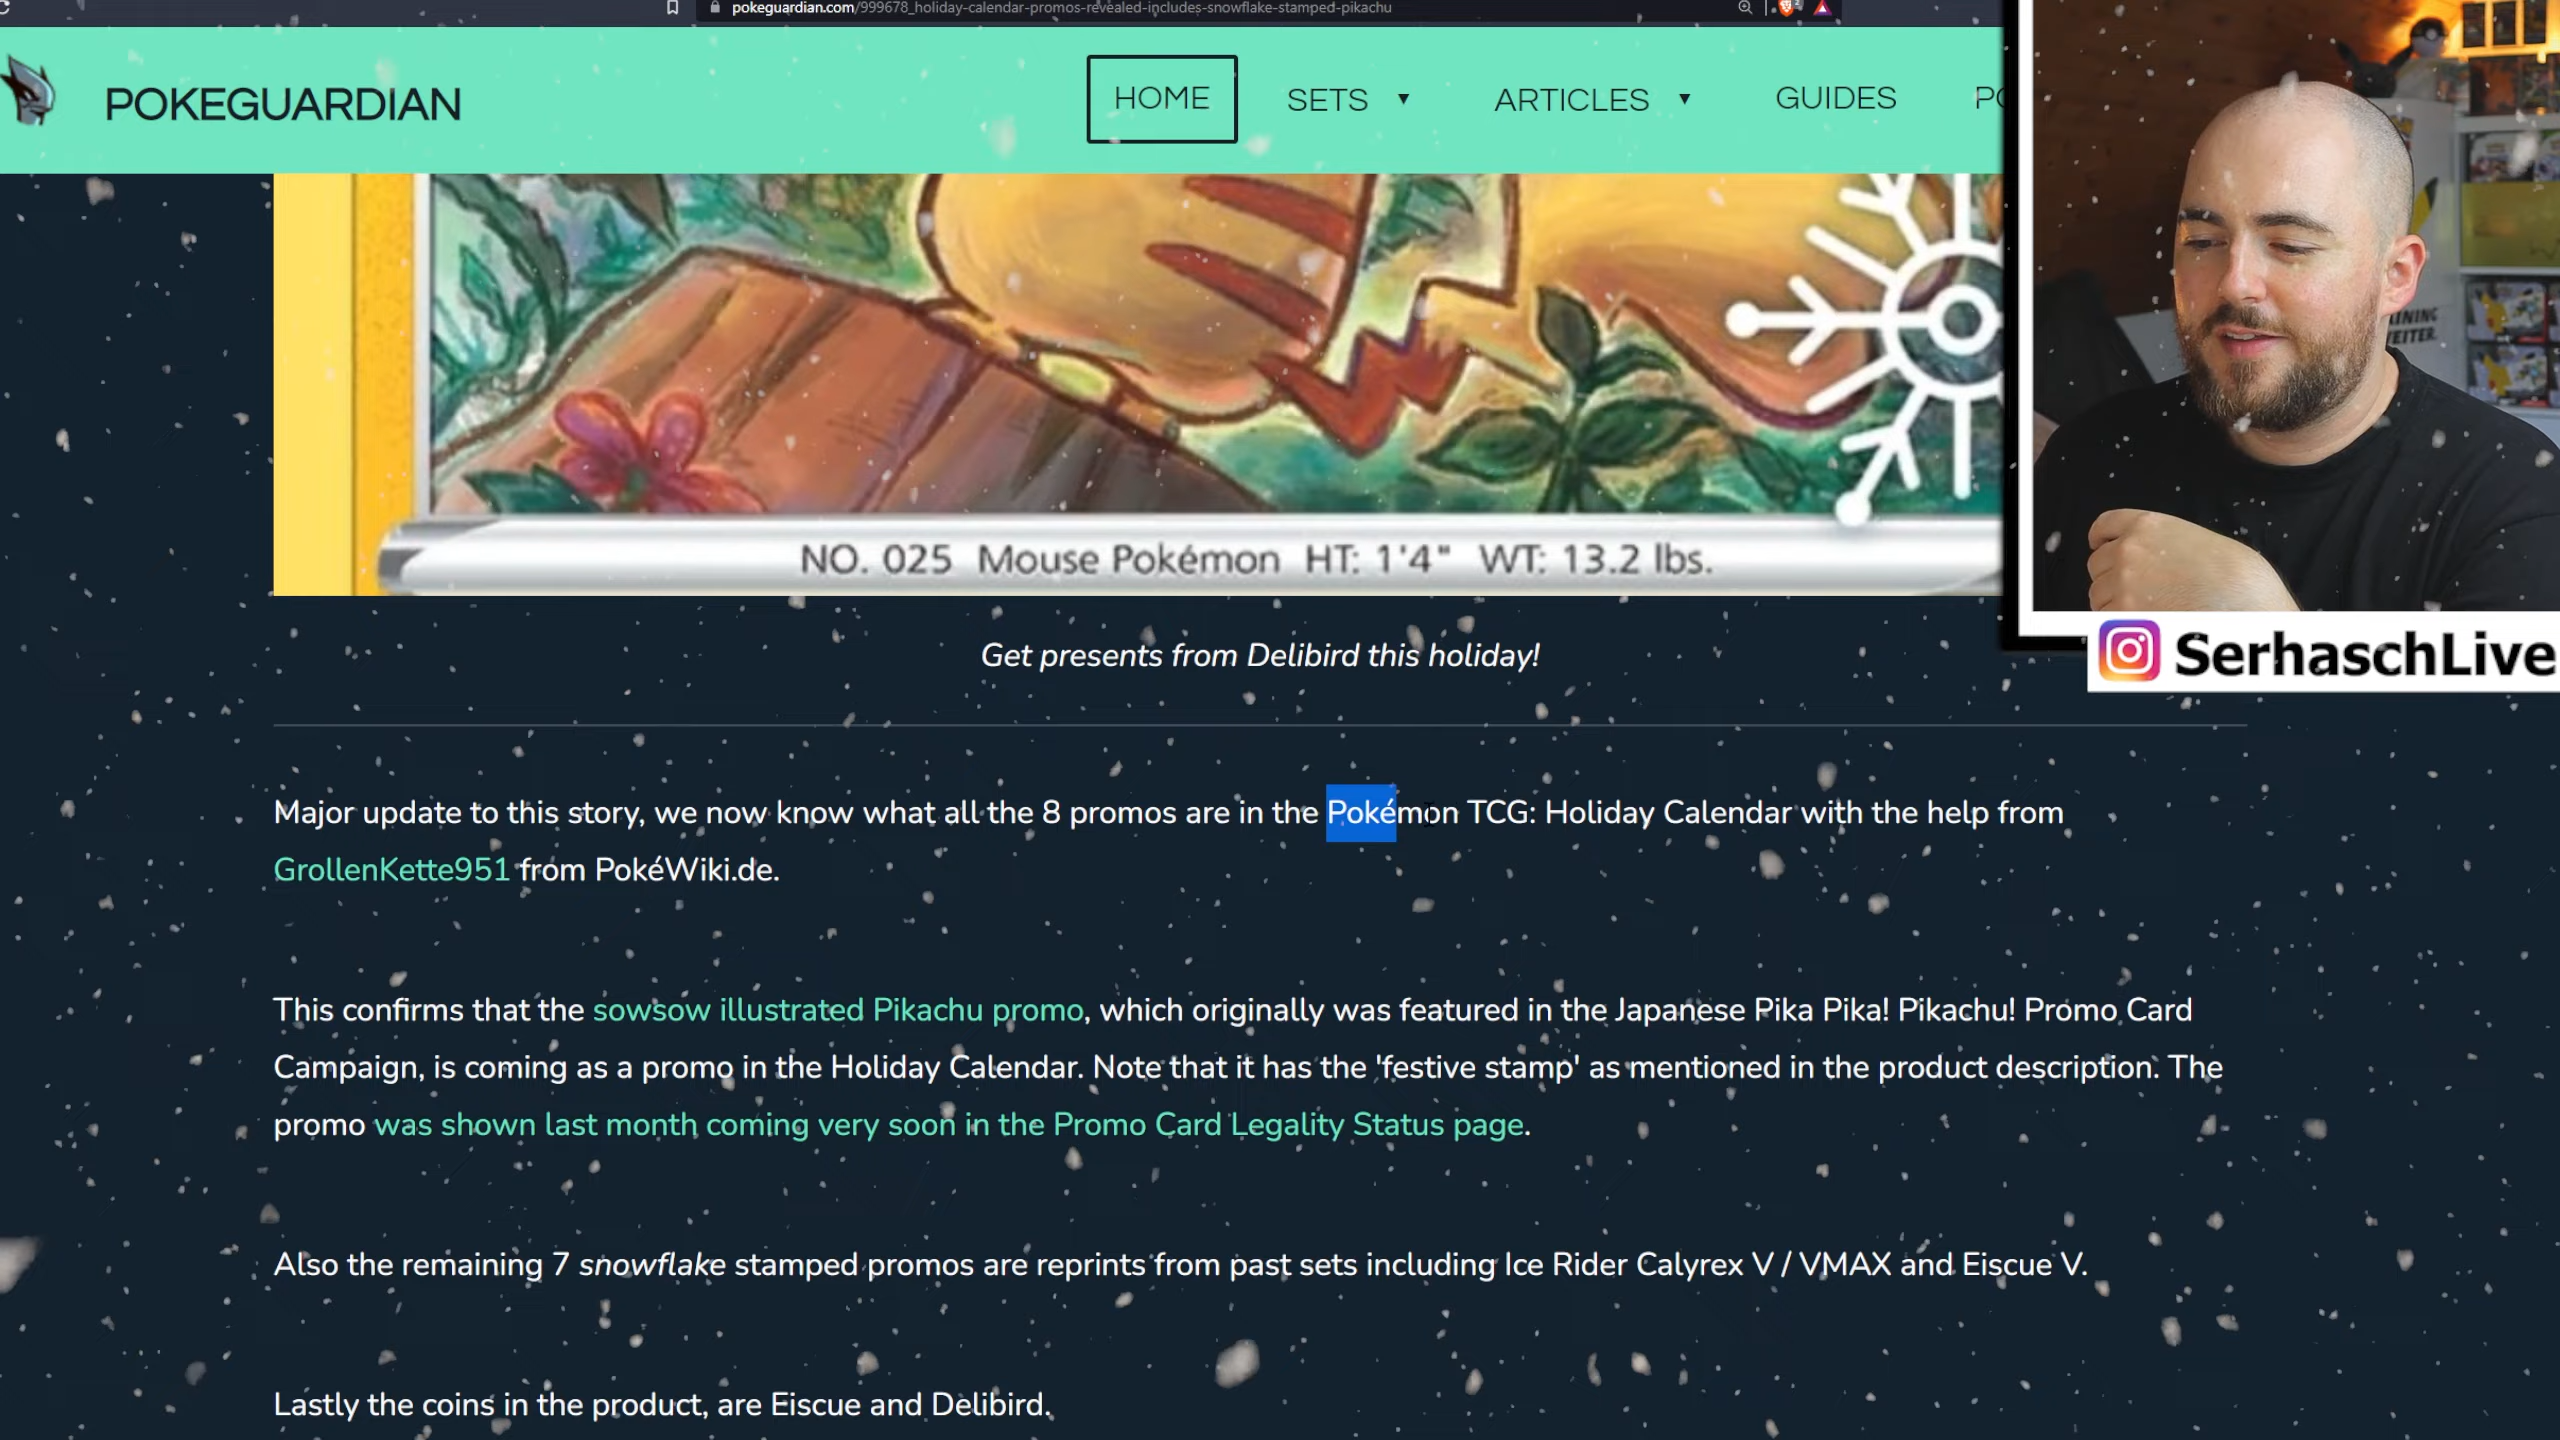 pokeguardian.com/999678_holiday-calendar-promos-revealed-includes-snowflake-stamped-pikachu
POKEGUARDIAN
HOME
SETS
ARTICLES
GUIDES
NO. 025 Mouse Pokémon HT: 1'4" WT: 13.2 lbs.
SerhaschLive
Get presents from Delibird this holiday!
Major update to this story, we now know what all the 8 promos are in the Pokémon TCG: Holiday Calendar with the help from
GrollenKette951 from PokéWiki.de.
This confirms that the sowsow illustrated Pikachu promo, which originally was featured in the Japanese Pika Pika! Pikachu! Promo Card
Campaign, is coming as a promo in the Holiday Calendar. Note that it has the 'festive stamp' as mentioned in the product description. The
promo was shown last month coming very soon in the Promo Card Legality Status page.
Also the remaining 7 snowflake stamped promos are reprints from past sets including Ice Rider Calyrex V / VMAX and Eiscue V.
Lastly the coins in the product, are Eiscue and Delibird.